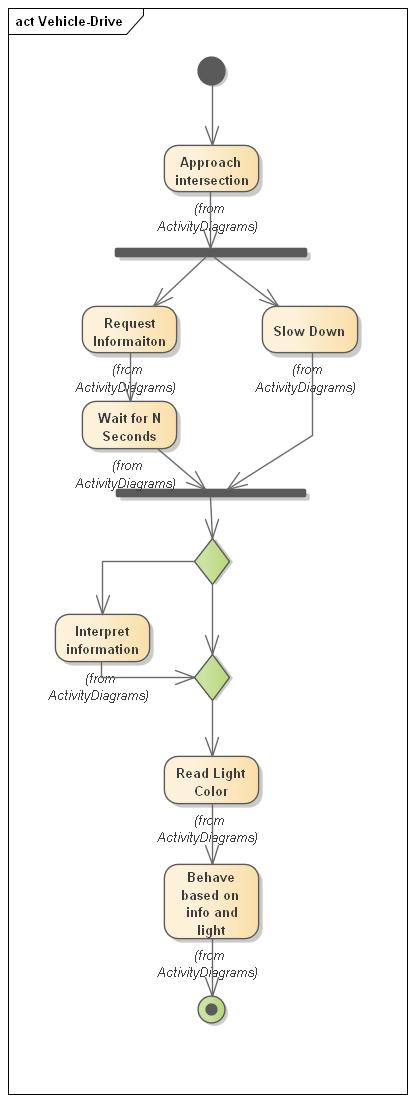 act Vehicle-Drive
Approach
intersection
(from
ActivityDiagrams)
Request
Informaiton
(from
ActivityDiagrams)
Slow Down
(from
ActivityDiagrams)
Wait for N
Seconds
(from
ActivityDiagrams)
Interpret
information
(from
ActivityDiagrams)
Read Light
Color
(from
ActivityDiagrams)
Behave
based on
info and
light
(from
ActivityDiagrams)